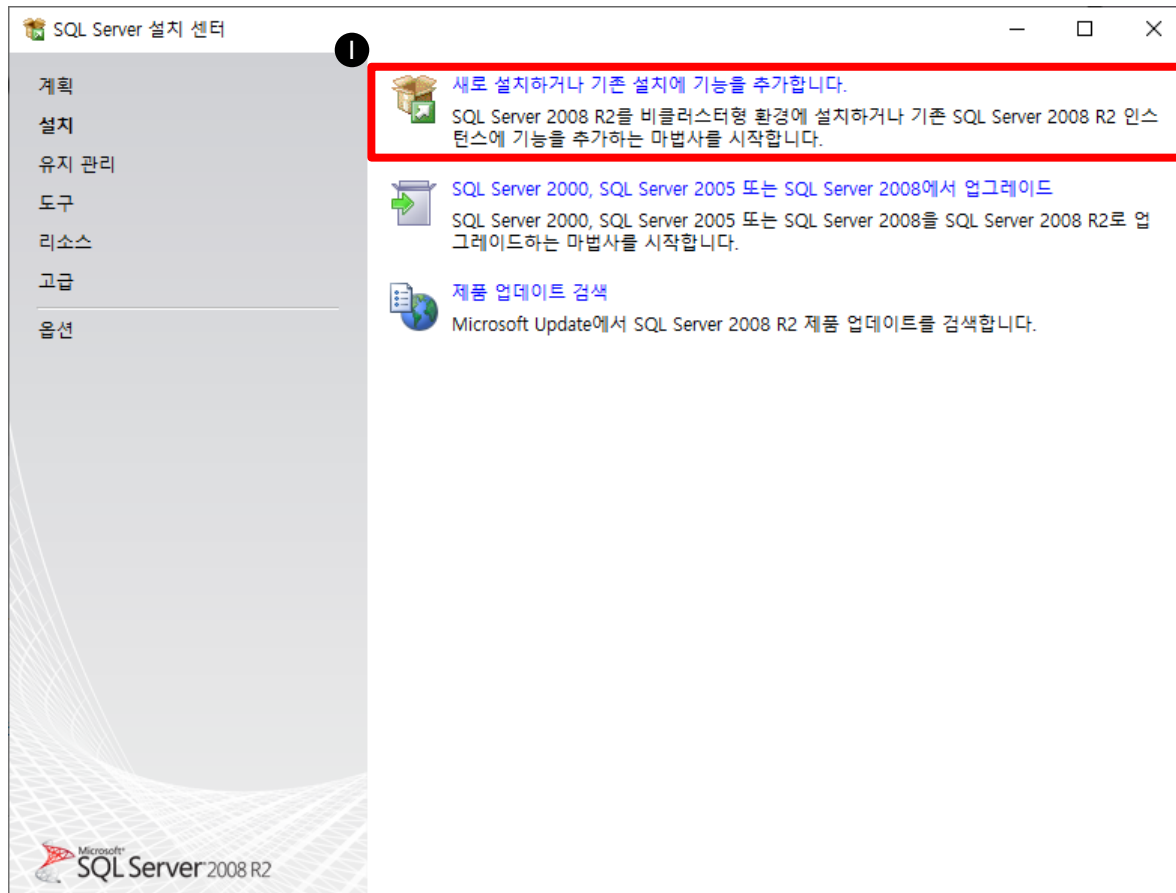 SQL Server 설치 센터
1
계획
설치
유지 관리
도구
리소스
고급
옵션
새로 설치하거나 기존 설치에 기능을 추가합니다.
SQL Server 2008 R2를 비클러스터형 환경에 설치하거나 기존 SQL Server 2008 R2 인스
턴스에 기능을 추가하는 마법사를 시작합니다.
SQL Server 2000, SQL Server 2005 또는 SQL Server 2008에서 업그레이드
SQL Server 2000, SQL Server 2005 또는 SQL Server 2008을 SQL Server 2008 R2로 업
그레이드하는 마법사를 시작합니다.
제품 업데이트 검색
Microsoft Update에서 SQL Server 2008 R2 제품 업데이트를 검색합니다.
Microsoft
SQL Server 2008 R2